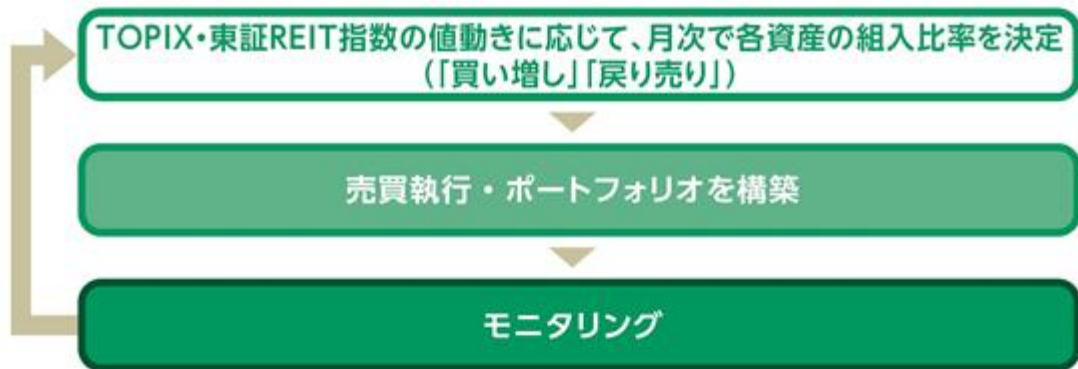 TOPIX・東証REIT指数の値動きに応じて、月次で各資産の組入比率を決定
(「買い増し」「戻り売り」)
売買執行・ポートフォリオを構築
モニタリング